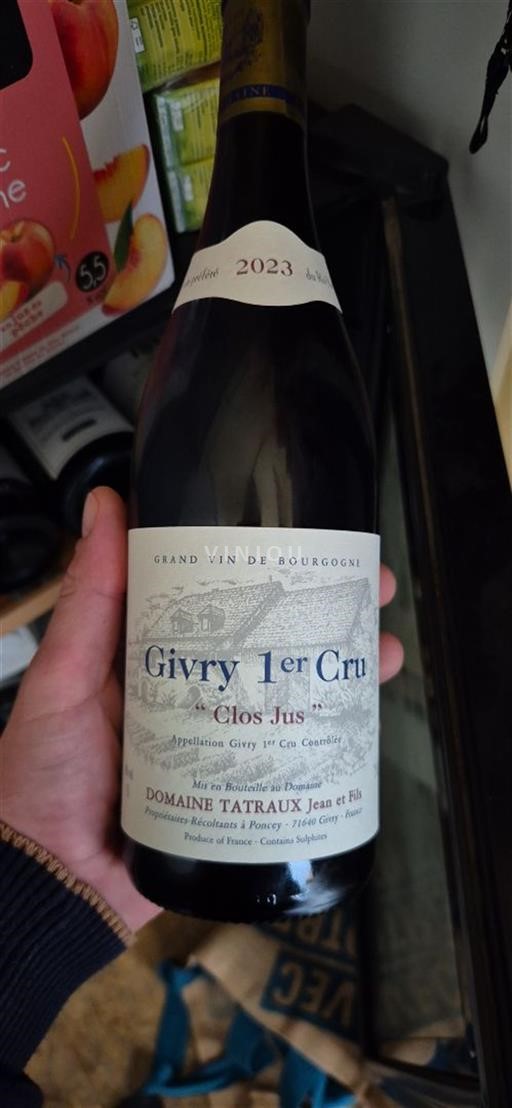 2023
GRAND VIN DE BOURGOGNE
VINIOU
Givry 1er Cru
" Clos Jus "
Appellation Givry 1er Cru Contrôlée
Mis en Bouteille au Domaine
DOMAINE TATRAUX Jean et Fils
Propriétaires-Récoltants à Poncey - 71640 Givry - France
Produce of France - Contains Sulphites
5,5
VEC